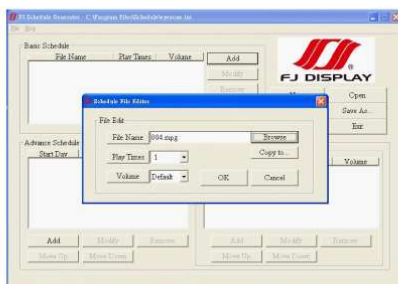 FJ Schedule Generator - C:\Program Files\Schedule\
File Help
Basic Schedule
File Name Play Times Volume
Add
Modify
Remove
FJ DISPLAY
Open
Save As..
Exit
Schedule File Editor
File Edit
File Name 004.mpg Browse
Play Times 1 Copy to...
Volume Default OK Cancel
Advance Schedule
Start Day Volume
Add Modify Remove Add Modify Remove
Move Up Move Down Move Up Move Down